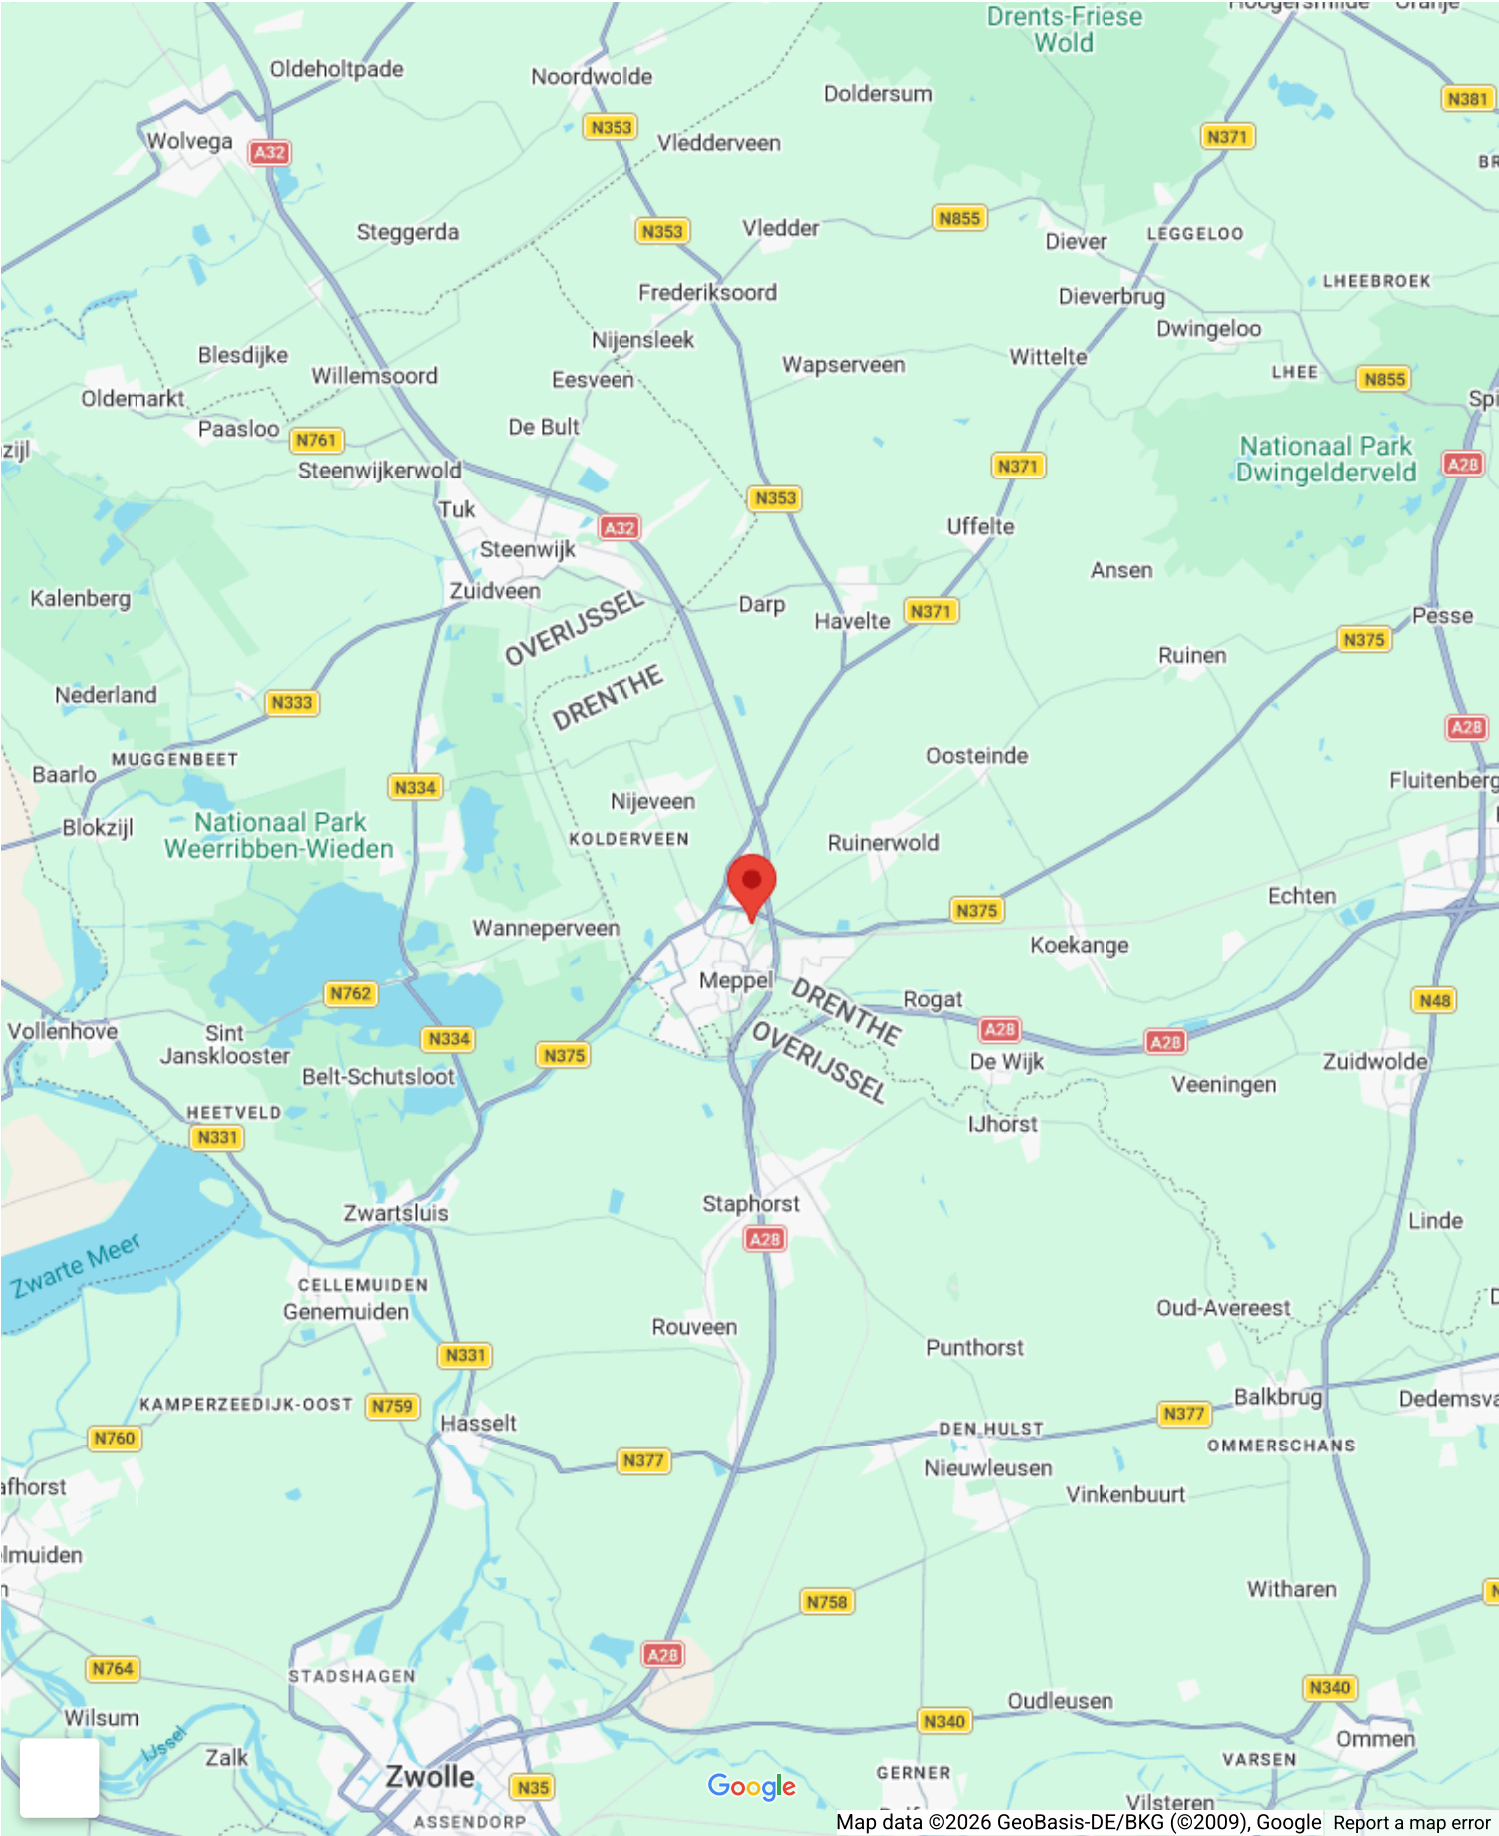 Drents-Friese
Wold
Oldeholtpade
Noordwolde
Doldersum
N381
Wolvega
A32
N353
Vledderveen
N371
Steggerda
N353
Vledder
N855
Diever
LEGGELOO
Frederiksoord
Dieverbrug
LHEEBROEK
Nijensleek
Dwingeloo
Blesdijke
Willemsoord
Eesveen
Wapserveen
Wittelte
LHEE
N855
Oldemarkt
Paasloo
N761
De Bult
Spi
zijl
Steenwijkerwold
N371
Nationaal Park
Dwingelderveld
A28
Tuk
A32
N353
Uffelte
Steenwijk
Ansen
Kalenberg
Zuidveen
OVERIJSSEL
Darp
Havelte
N371
Pesse
N375
Ruinen
Nederland
N333
DRENTHE
A28
MUGGENBEET
Baarlo
N334
Oosteinde
Fluitenberg
Nijeveen
Blokzijl
Nationaal Park
Weerribben-Wieden
KOLDERVEEN
Ruinerwold
Echten
N375
Wanneperveen
Koekange
Meppel
N762
DRENTHE
Rogat
N48
Vollenhove
Sint
Jansklooster
N334
N375
OVERIJSSEL
A28
A28
De Wijk
Zuidwolde
Belt-Schutsloot
Veeningen
HEETVELD
N331
IJhorst
Zwartsluis
Staphorst
A28
Linde
Zwarte Meer
CELLEMUIDEN
Genemuiden
Oud-Avereest
Rouveen
Punthorst
N331
KAMPERZEEDIJK-OOST
N759
Balkbrug
Dedemsva
N760
Hasselt
N377
DEN HULST
OMMERSCHANS
N377
Nieuwleusen
afhorst
Vinkenbuurt
elmuiden
Witharen
N758
A28
N764
STADSHAGEN
N340
Wilsum
Oudleusen
N340
IJssel
Zalk
Ommen
Zwolle
N35
Google
GERNER
VARSEN
Vilsteren
ASSENDORP
Map data ©2026 GeoBasis-DE/BKG (©2009), Google
Report a map error